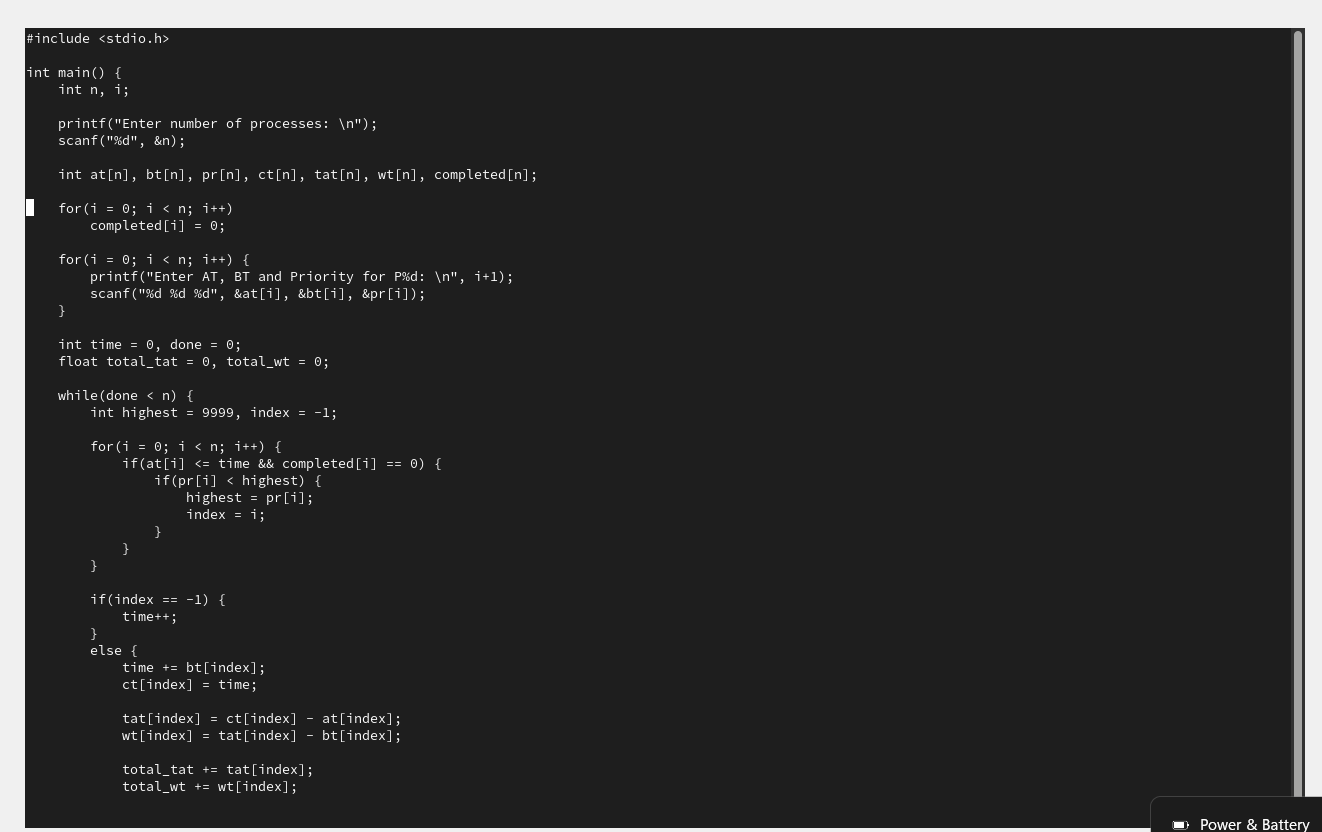 #include <stdio.h>

int main() {
    int n, i;

    printf("Enter number of processes: \n");
    scanf("%d", &n);

    int at[n], bt[n], pr[n], ct[n], tat[n], wt[n], completed[n];

    for(i = 0; i < n; i++)
        completed[i] = 0;

    for(i = 0; i < n; i++) {
        printf("Enter AT, BT and Priority for P%d: \n", i+1);
        scanf("%d %d %d", &at[i], &bt[i], &pr[i]);
    }

    int time = 0, done = 0;
    float total_tat = 0, total_wt = 0;

    while(done < n) {
        int highest = 9999, index = -1;

        for(i = 0; i < n; i++) {
            if(at[i] <= time && completed[i] == 0) {
                if(pr[i] < highest) {
                    highest = pr[i];
                    index = i;
                }
            }
        }

        if(index == -1) {
            time++;
        }
        else {
            time += bt[index];
            ct[index] = time;

            tat[index] = ct[index] - at[index];
            wt[index] = tat[index] - bt[index];

            total_tat += tat[index];
            total_wt += wt[index];
Power & Battery